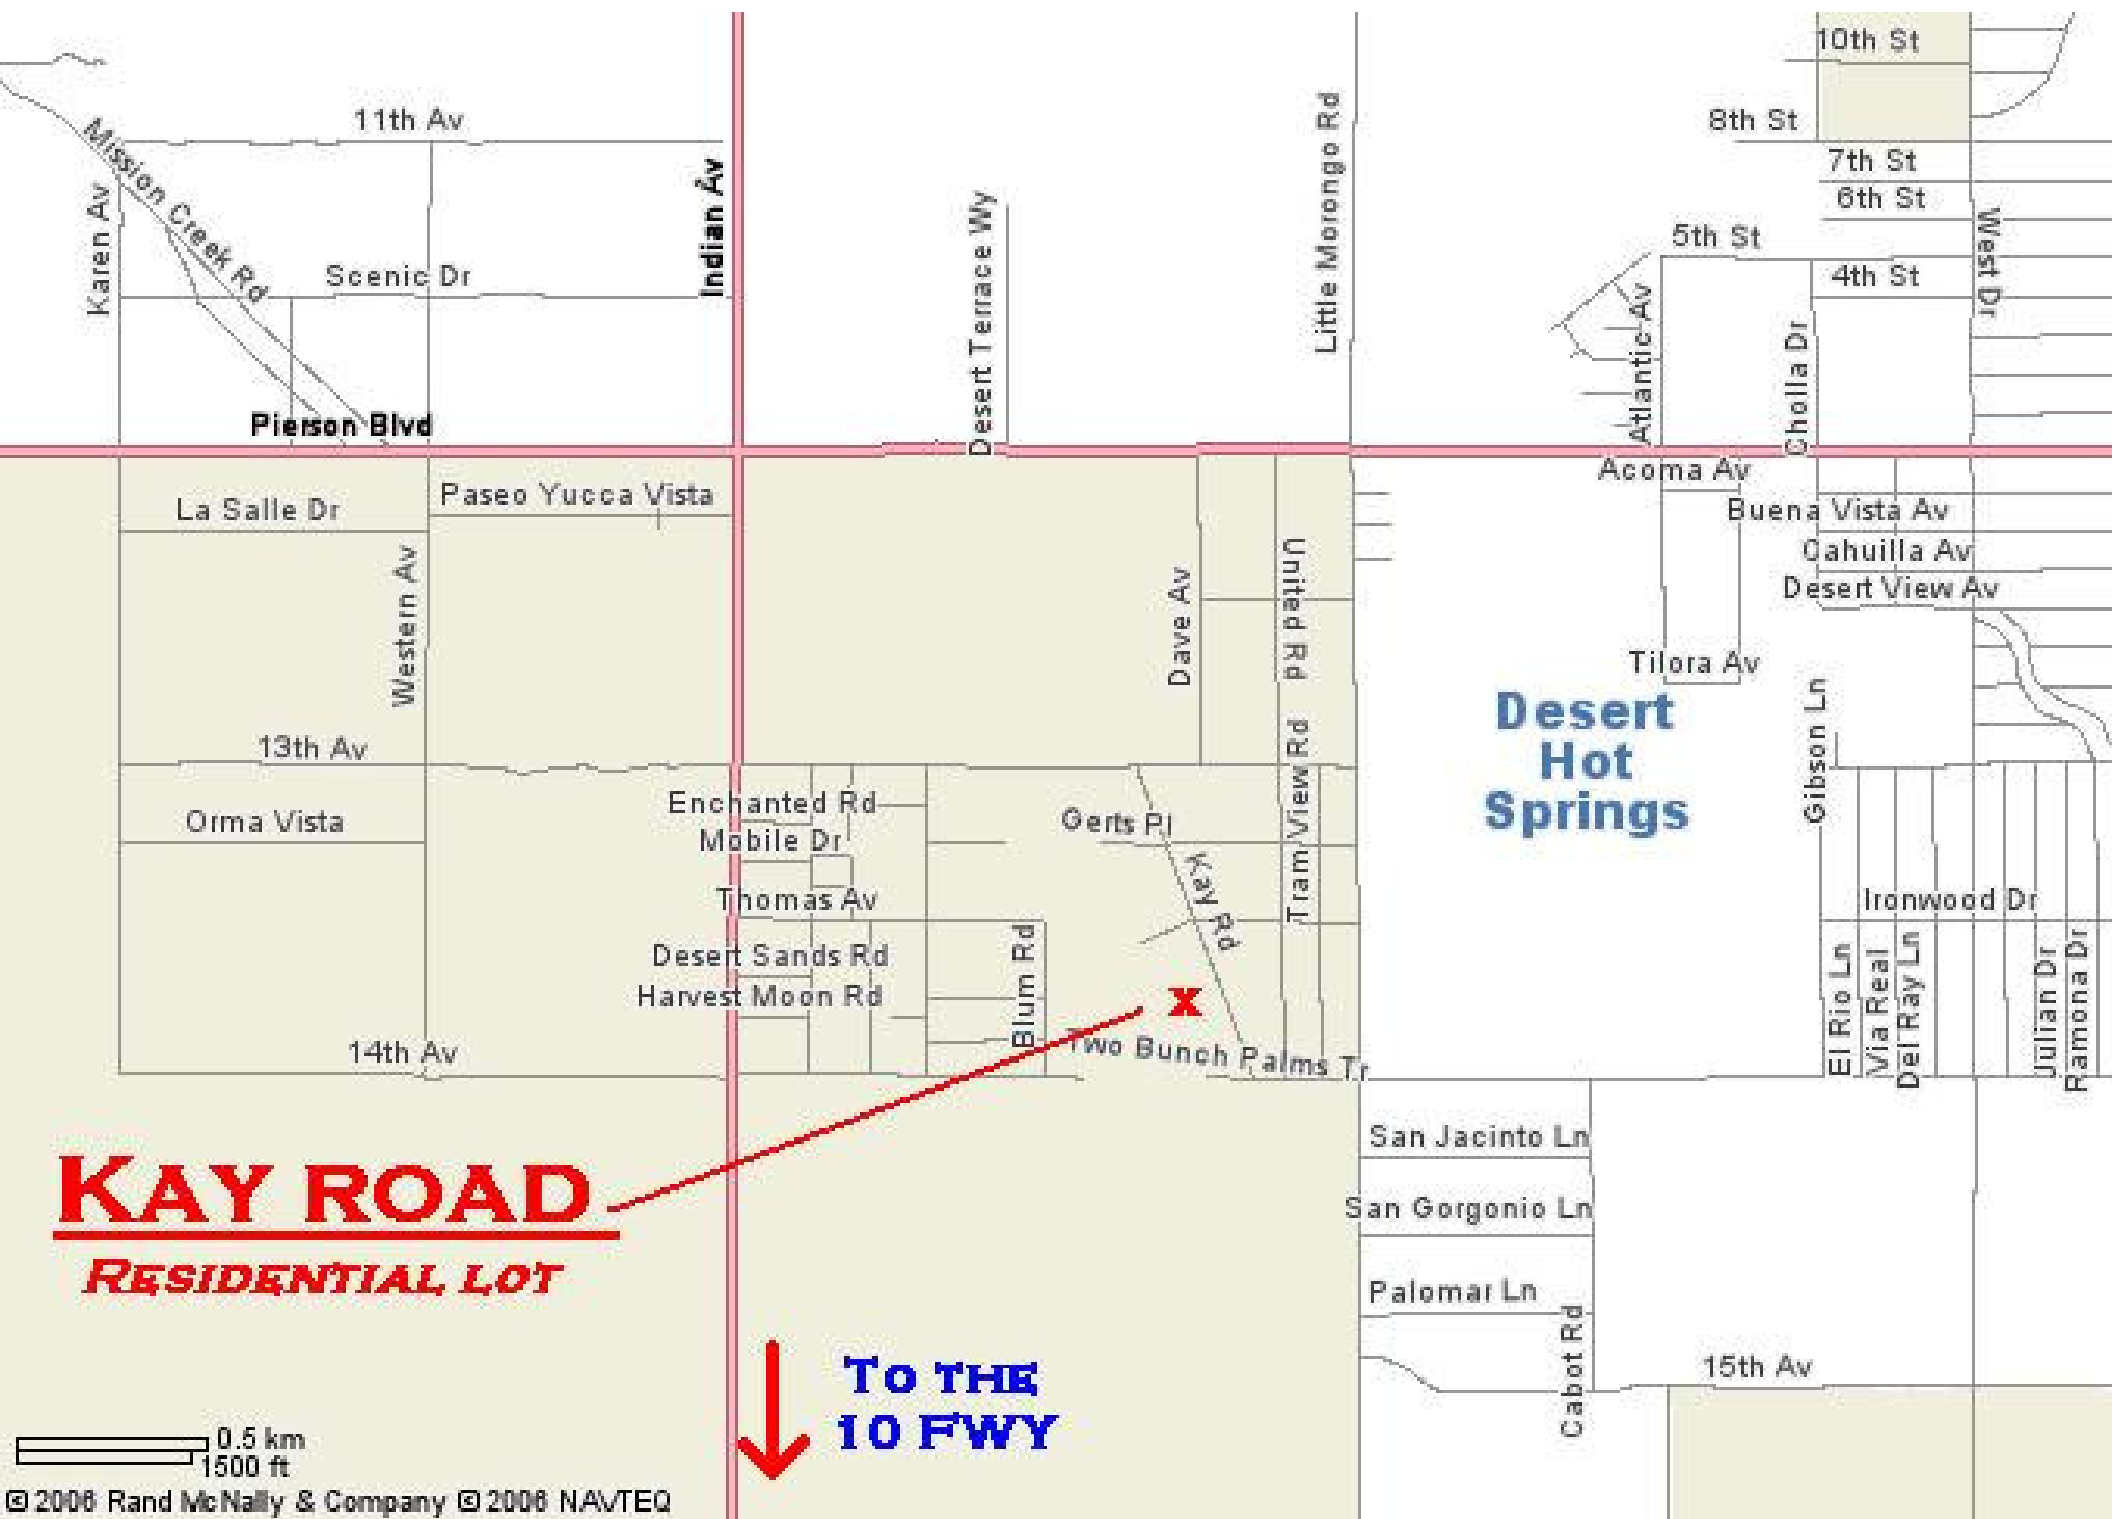 10th St
8th St
11th Av
7th St
Mission Creek Rd
6th St
Karen Av
Indian Av
Desert Terrace Wy
Little Morongo Rd
5th St
West Dr
Scenic Dr
4th St
Atlantic Av
Cholla Dr
Pierson Blvd
Acoma Av
La Salle Dr
Paseo Yucca Vista
Buena Vista Av
Cahuilla Av
Desert View Av
Western Av
Dave Av
United Rd
Tilora Av
Desert
Hot
Springs
Gibson Ln
13th Av
Tram View Rd
Enchanted Rd
Orma Vista
Gerts Pl
Mobile Dr
Kay Rd
Thomas Av
Ironwood Dr
Desert Sands Rd
Blum Rd
Harvest Moon Rd
El Rio Ln
Via Real
Del Ray Ln
Julian Dr
Ramona Dr
X
14th Av
Two Bunch Palms Tr
San Jacinto Ln
KAY ROAD
San Gorgonio Ln
RESIDENTIAL LOT
Palomar Ln
Cabot Rd
15th Av
TO THE
10 FWY
0.5 km
1500 ft
© 2006 Rand McNally & Company © 2006 NAVTEQ